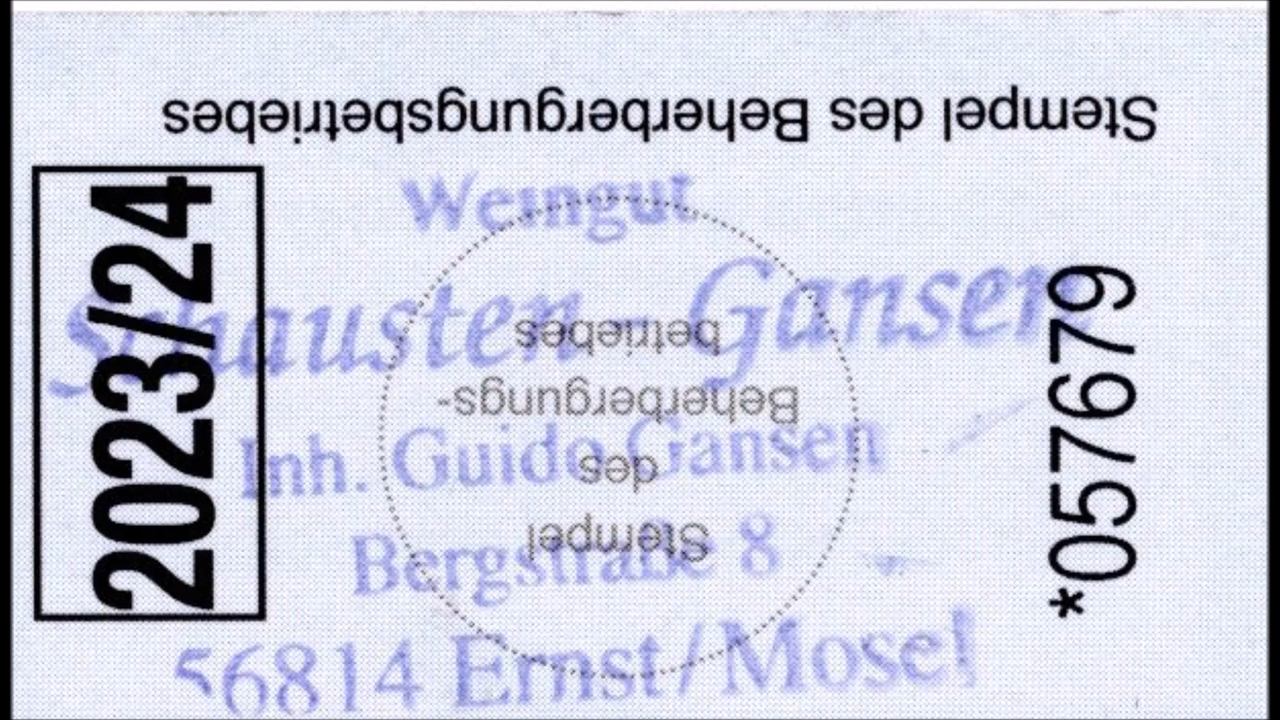 Stempel des Beherbergungsbetriebes
2023/24
Weingut
Schausten - Gansen
Inh. Guido Gansen
Bergstraße 8
56814 Ernst/Mosel
Stempel
des
Beherbergungs-
betriebes
*057679